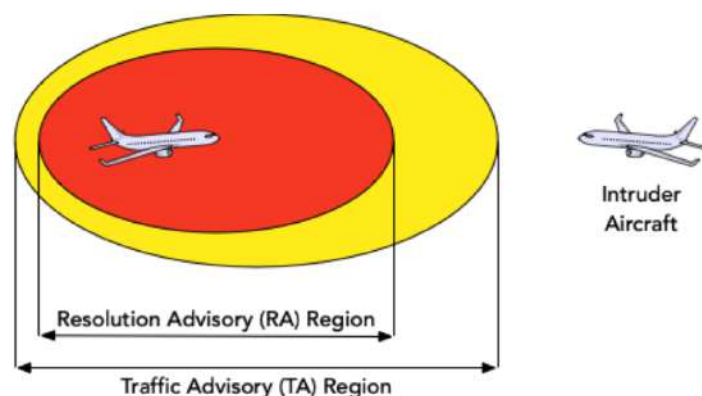 Intruder
Aircraft
Resolution Advisory (RA) Region
Traffic Advisory (TA) Region